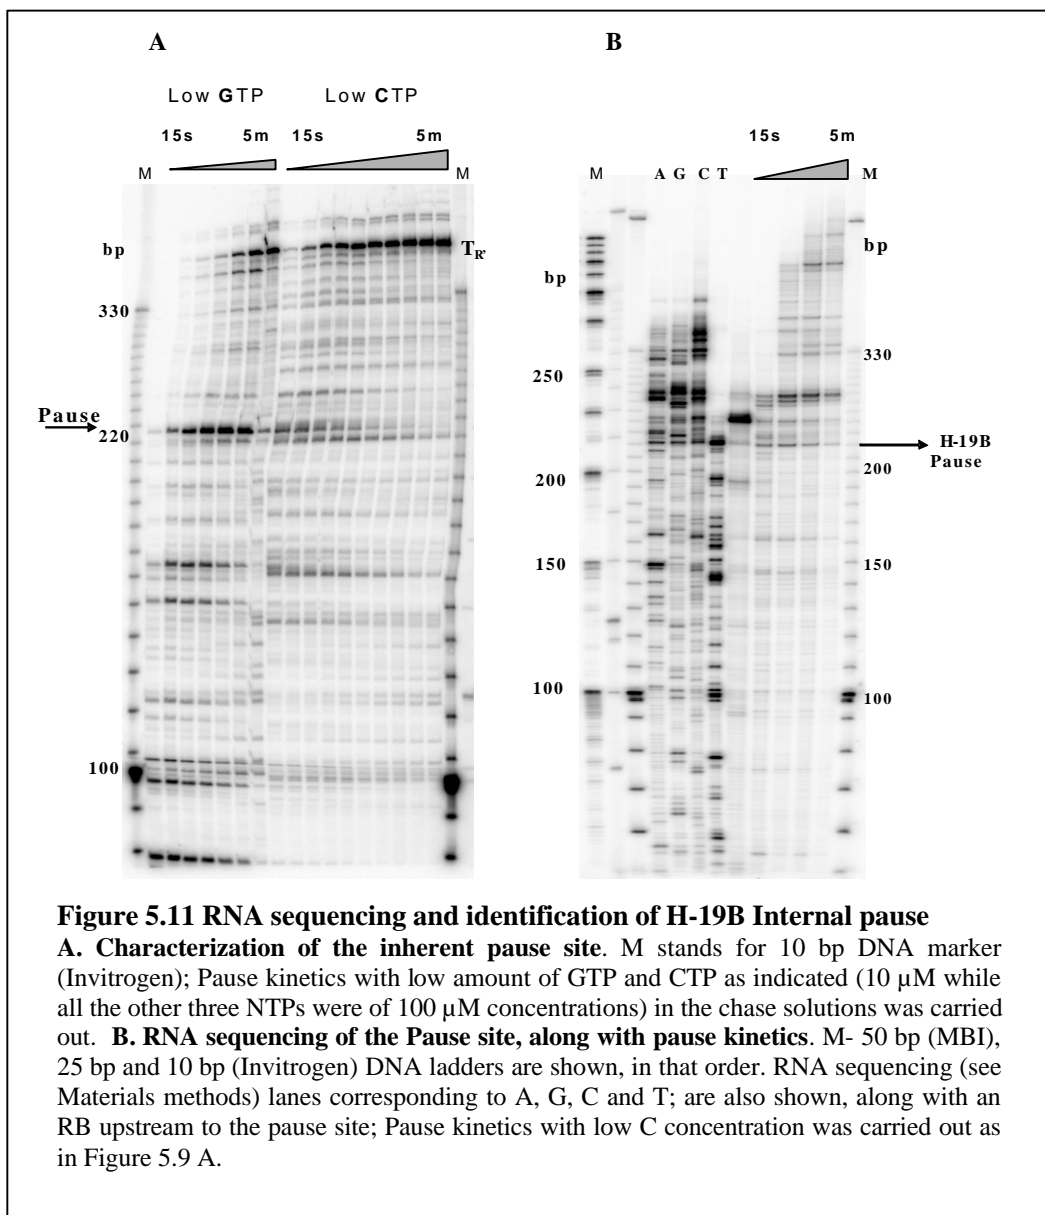 A
B
Low GTP
Low CTP
15s
5m
15s
5m
15s
5m
M
M
M
A G C T
M
bp
TR'
bp
bp
330
330
250
Pause
220
H-19B
Pause
200
200
150
150
100
100
100
Figure 5.11 RNA sequencing and identification of H-19B Internal pause
A. Characterization of the inherent pause site. M stands for 10 bp DNA marker
(Invitrogen); Pause kinetics with low amount of GTP and CTP as indicated (10 µM while
all the other three NTPs were of 100 µM concentrations) in the chase solutions was carried
out. B. RNA sequencing of the Pause site, along with pause kinetics. M- 50 bp (MBI),
25 bp and 10 bp (Invitrogen) DNA ladders are shown, in that order. RNA sequencing (see
Materials methods) lanes corresponding to A, G, C and T; are also shown, along with an
RB upstream to the pause site; Pause kinetics with low C concentration was carried out as
in Figure 5.9 A.